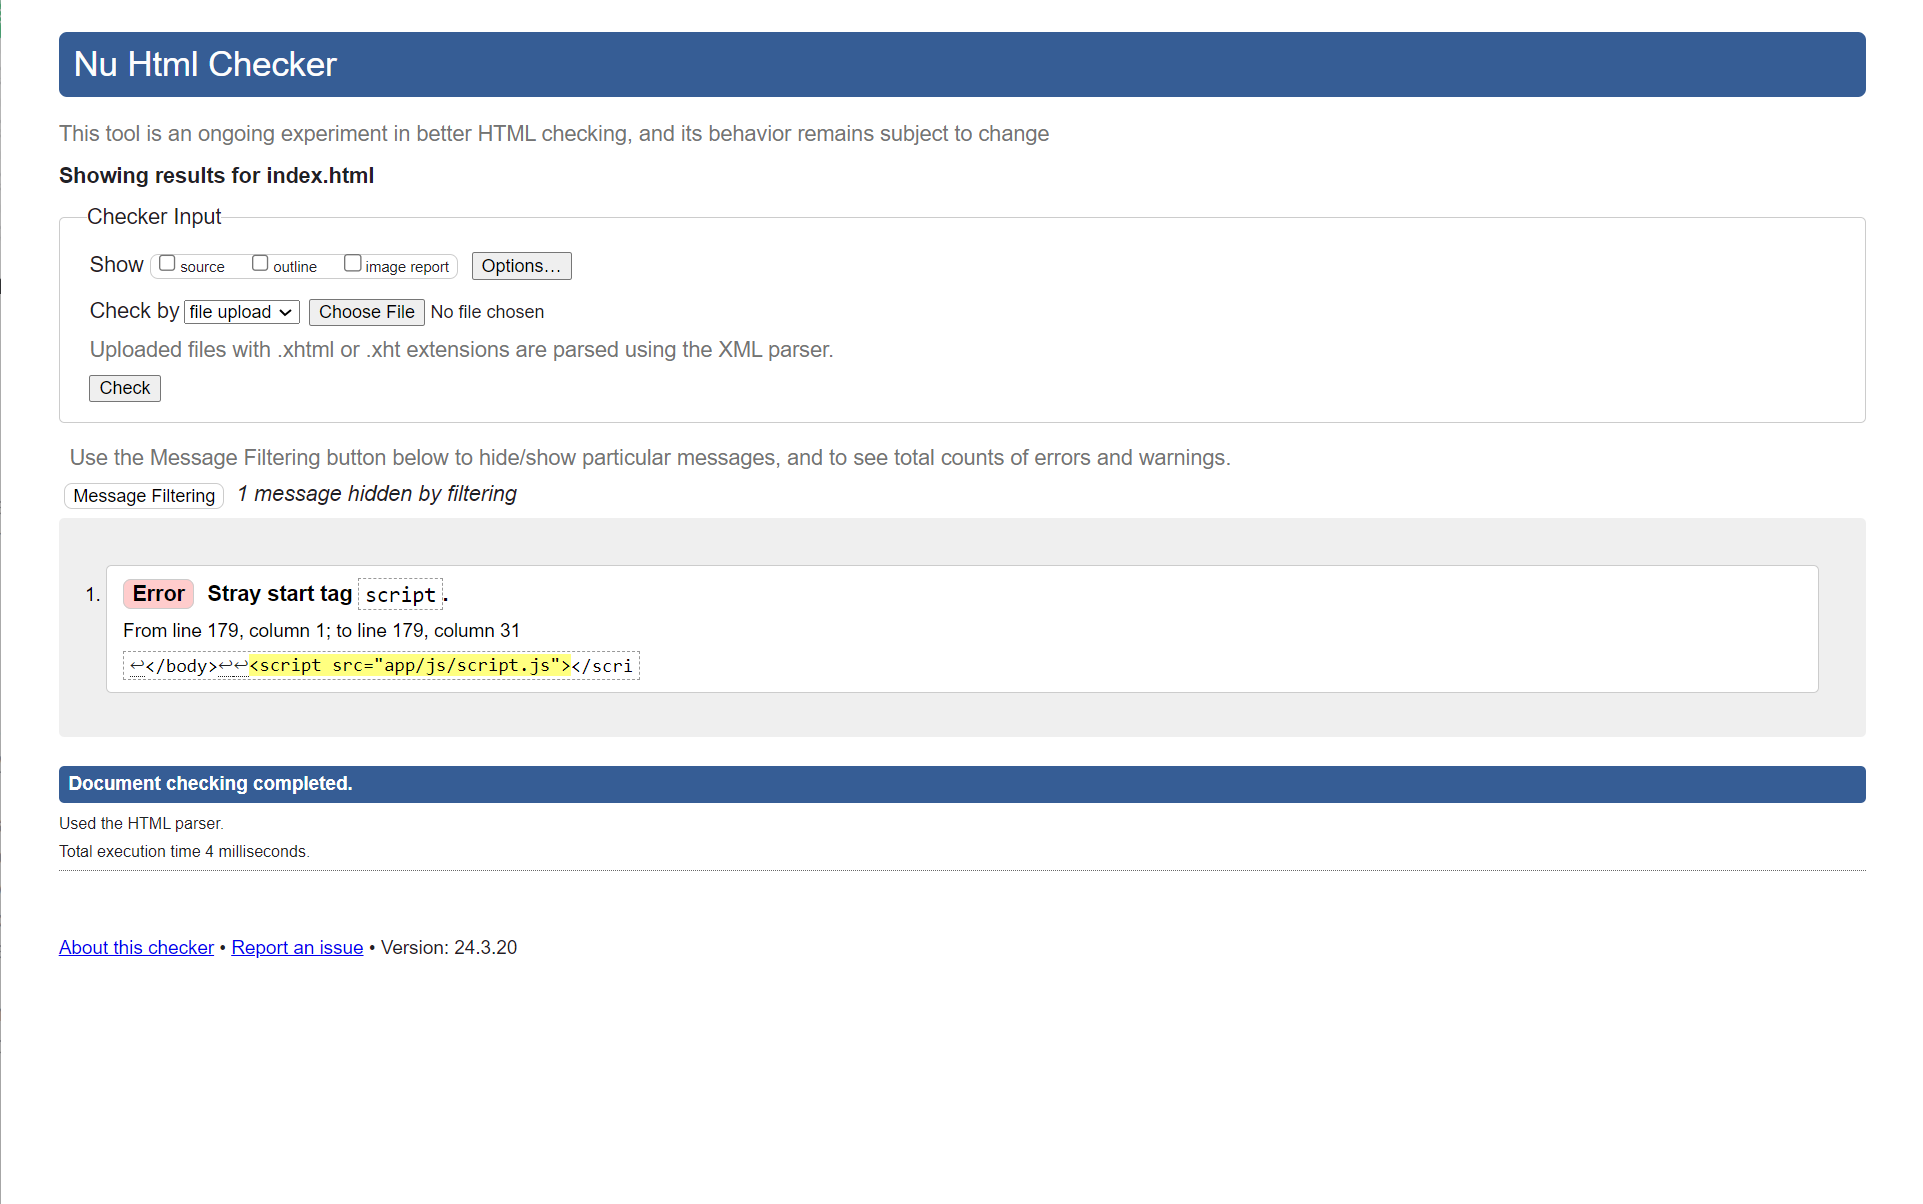 Nu Html Checker
This tool is an ongoing experiment in better HTML checking, and its behavior remains subject to change
Showing results for index.html
Checker Input
Show source outline image report Options…
Check by file upload Choose File No file chosen
Uploaded files with .xhtml or .xht extensions are parsed using the XML parser.
Check
Use the Message Filtering button below to hide/show particular messages, and to see total counts of errors and warnings.
Message Filtering 1 message hidden by filtering
1. Error Stray start tag script.
From line 179, column 1; to line 179, column 31
↩</body>↩↩<script src="app/js/script.js"></scri
Document checking completed.
Used the HTML parser.
Total execution time 4 milliseconds.
About this checker • Report an issue • Version: 24.3.20